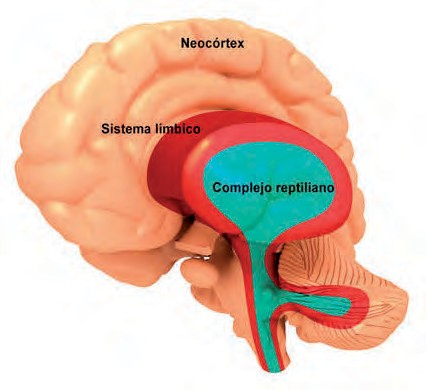 Neocórtex
Sistema límbico
Complejo reptiliano